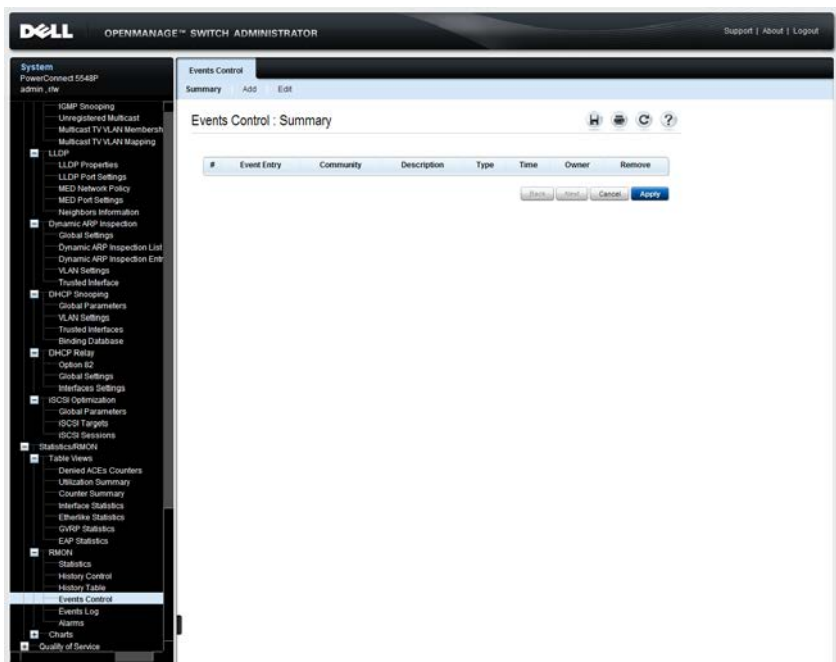 DELL
OPENMANAGE™ SWITCH ADMINISTRATOR
Support | About | Logout
System
PowerConnect 5548P
admin , r/w
IGMP Snooping
Unregistered Multicast
Multicast TV VLAN Membersh
Multicast TV VLAN Mapping
LLDP
LLDP Properties
LLDP Port Settings
MED Network Policy
MED Port Settings
Neighbors Information
Dynamic ARP Inspection
Global Settings
Dynamic ARP Inspection List
Dynamic ARP Inspection Entr
VLAN Settings
Trusted Interface
DHCP Snooping
Global Parameters
VLAN Settings
Trusted Interfaces
Binding Database
DHCP Relay
Option 82
Global Settings
Interfaces Settings
iSCSI Optimization
Global Parameters
iSCSI Targets
iSCSI Sessions
Statistics/RMON
Table Views
Denied ACEs Counters
Utilization Summary
Counter Summary
Interface Statistics
Etherlike Statistics
GVRP Statistics
EAP Statistics
RMON
Statistics
History Control
History Table
Events Control
Events Log
Alarms
Charts
Quality of Service
Events Control
Summary Add Edit
Events Control : Summary
# Event Entry Community Description Type Time Owner Remove
Back Next Cancel Apply